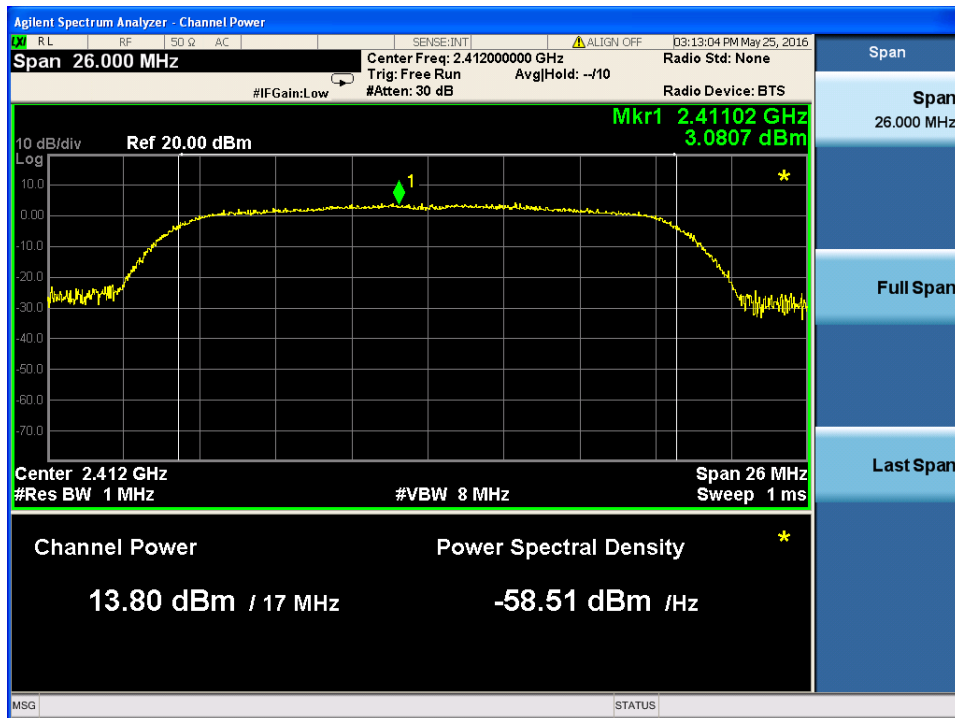 Agilent Spectrum Analyzer - Channel Power
LXI RL RF 50 Ω AC SENSE:INT ALIGN OFF 03:13:04 PM May 25, 2016
Span 26.000 MHz
Center Freq: 2.412000000 GHz
Radio Std: None
Trig: Free Run Avg|Hold: --/10
#IFGain:Low
#Atten: 30 dB
Radio Device: BTS
Mkr1 2.41102 GHz
3.0807 dBm
10 dB/div Ref 20.00 dBm
Log
10.0
0.00
-10.0
-20.0
-30.0
-40.0
-50.0
-60.0
-70.0
1
*
Center 2.412 GHz Span 26 MHz
#Res BW 1 MHz #VBW 8 MHz Sweep 1 ms
Channel Power Power Spectral Density *
13.80 dBm / 17 MHz -58.51 dBm /Hz
MSG STATUS
Span
Span
26.000 MHz
Full Span
Last Span